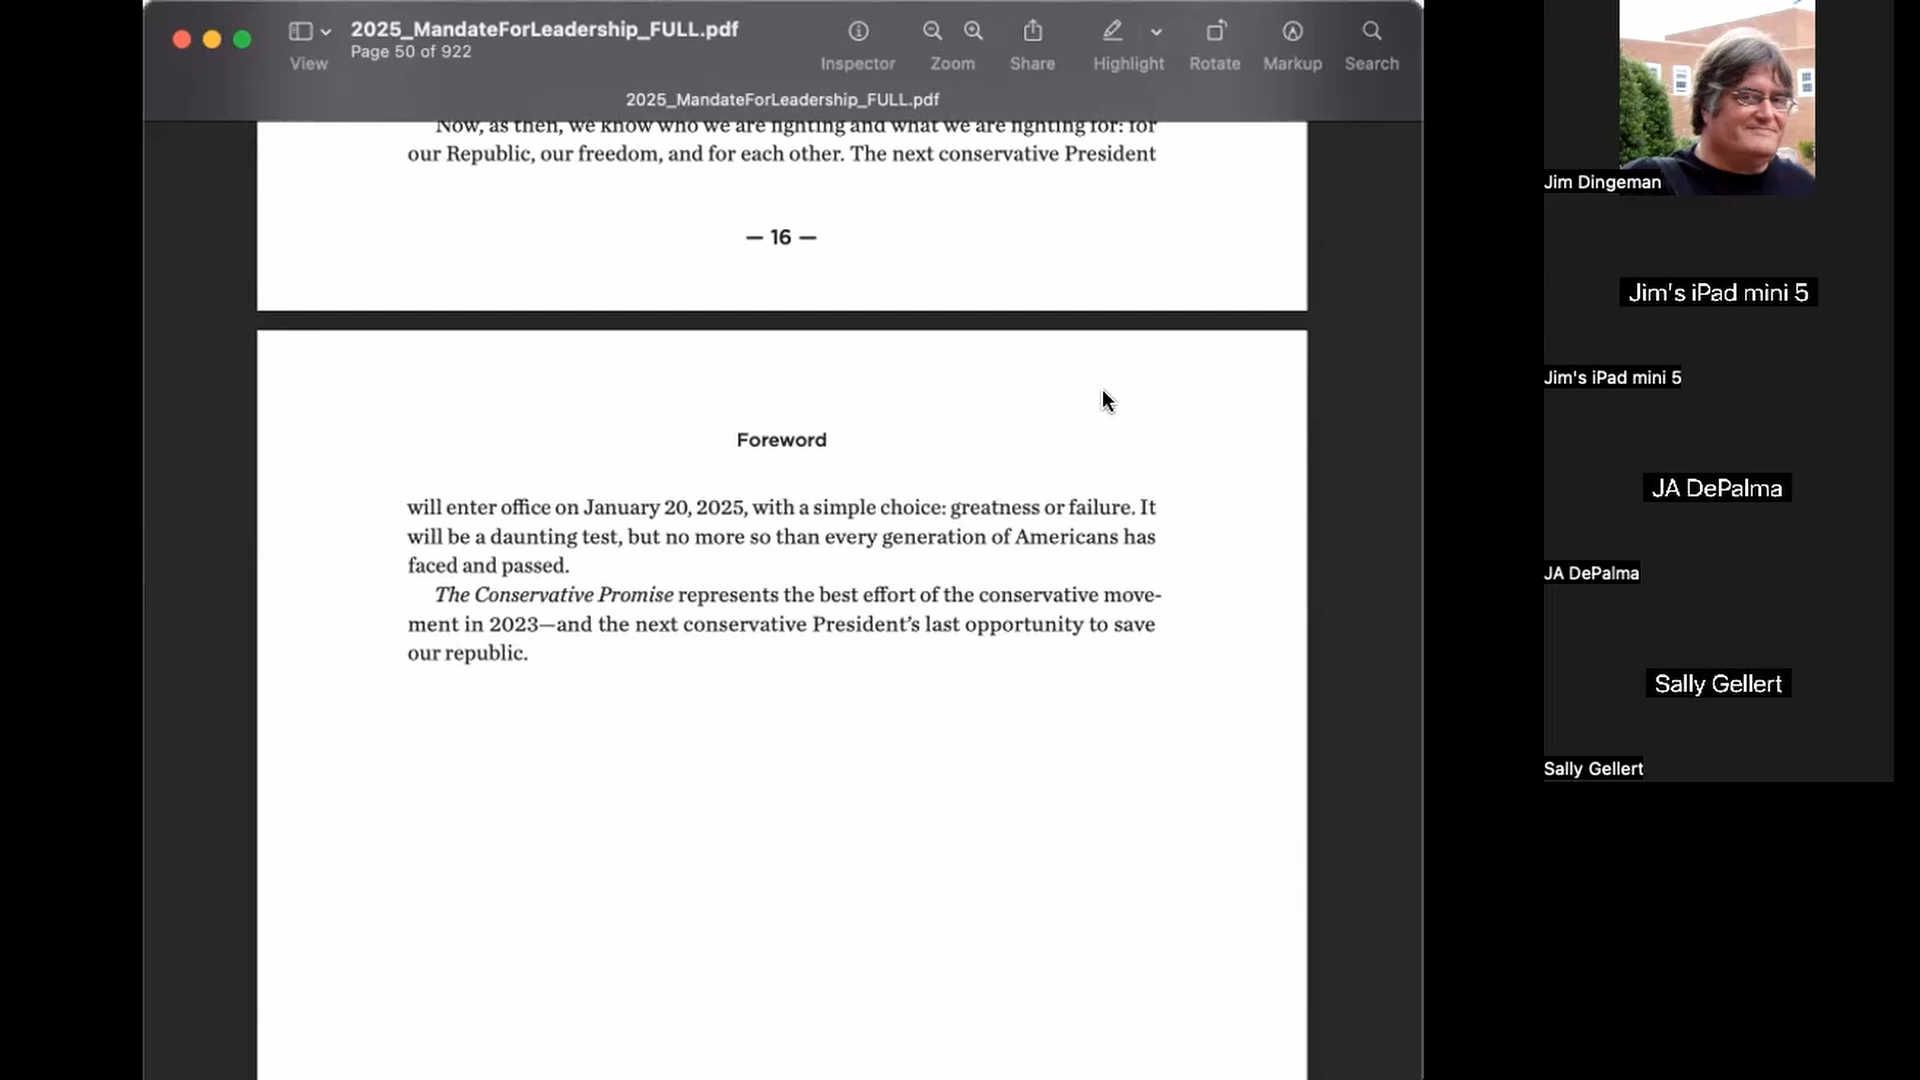 2025_MandateForLeadership_FULL.pdf
Page 50 of 922
View
Inspector
Zoom
Share
Highlight
Rotate
Markup
Search
2025_MandateForLeadership_FULL.pdf
Now, as then, we know who we are fighting and what we are fighting for: for
our Republic, our freedom, and for each other. The next conservative President
— 16 —
Foreword
will enter office on January 20, 2025, with a simple choice: greatness or failure. It
will be a daunting test, but no more so than every generation of Americans has
faced and passed.
The Conservative Promise represents the best effort of the conservative move-
ment in 2023—and the next conservative President’s last opportunity to save
our republic.
Jim Dingeman
Jim's iPad mini 5
Jim's iPad mini 5
JA DePalma
JA DePalma
Sally Gellert
Sally Gellert